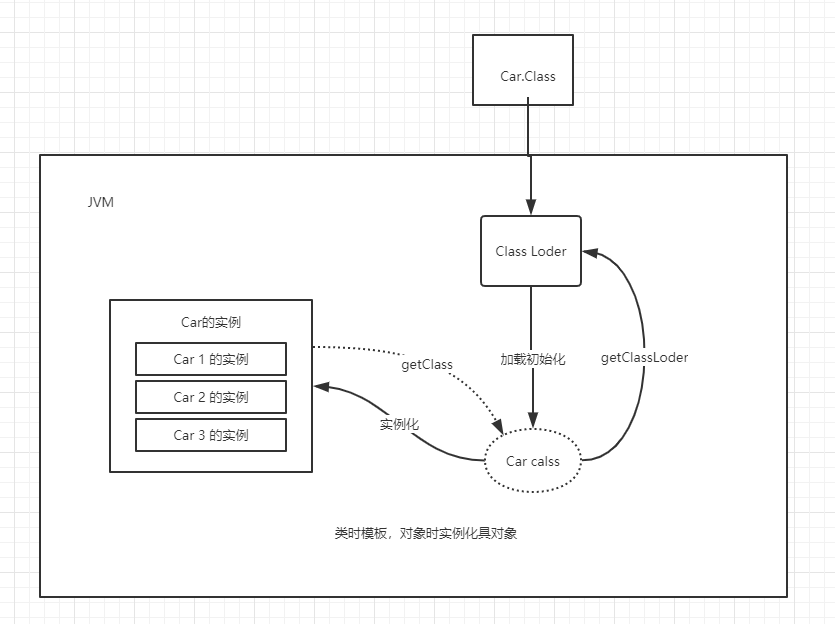 Car.Class
JVM
Class Loder
Car的实例
Car 1 的实例
Car 2 的实例
Car 3 的实例
getClass
加载初始化
getClassLoder
实例化
Car calss
类时模板，对象时实例化具对象